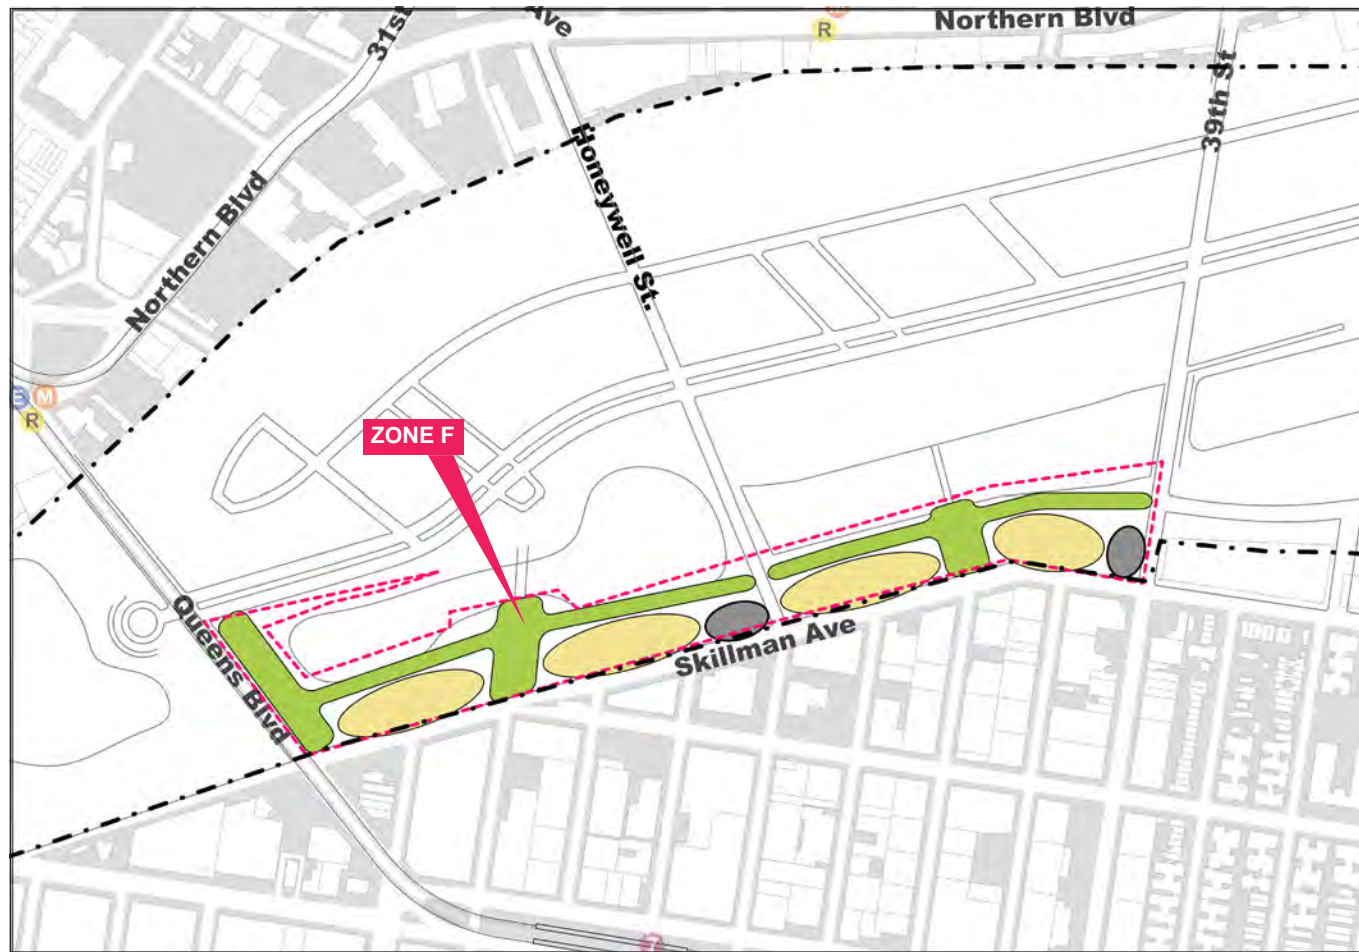 Northern Blvd
Ave
31st
R
39th St
Honeywell St.
Northern Blvd
E
M
R
ZONE F
Queens Blvd
Skillman Ave